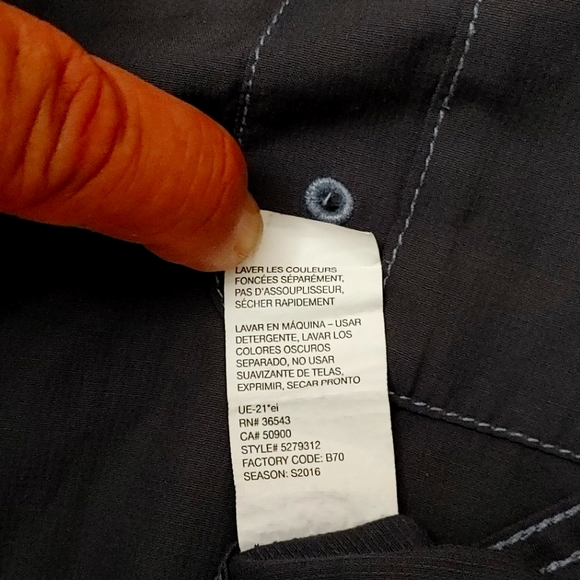 LAVER LES COULEURS
FONCÉES SÉPARÉMENT,
PAS D'ASSOUPLISSEUR,
SÉCHER RAPIDEMENT
LAVAR EN MÁQUINA – USAR
DETERGENTE, LAVAR LOS
COLORES OSCUROS
SEPARADO, NO USAR
SUAVIZANTE DE TELAS,
EXPRIMIR, SECAR PRONTO
UE-21*ei
RN# 36543
CA# 50900
STYLE# 5279312
FACTORY CODE: B70
SEASON: S2016